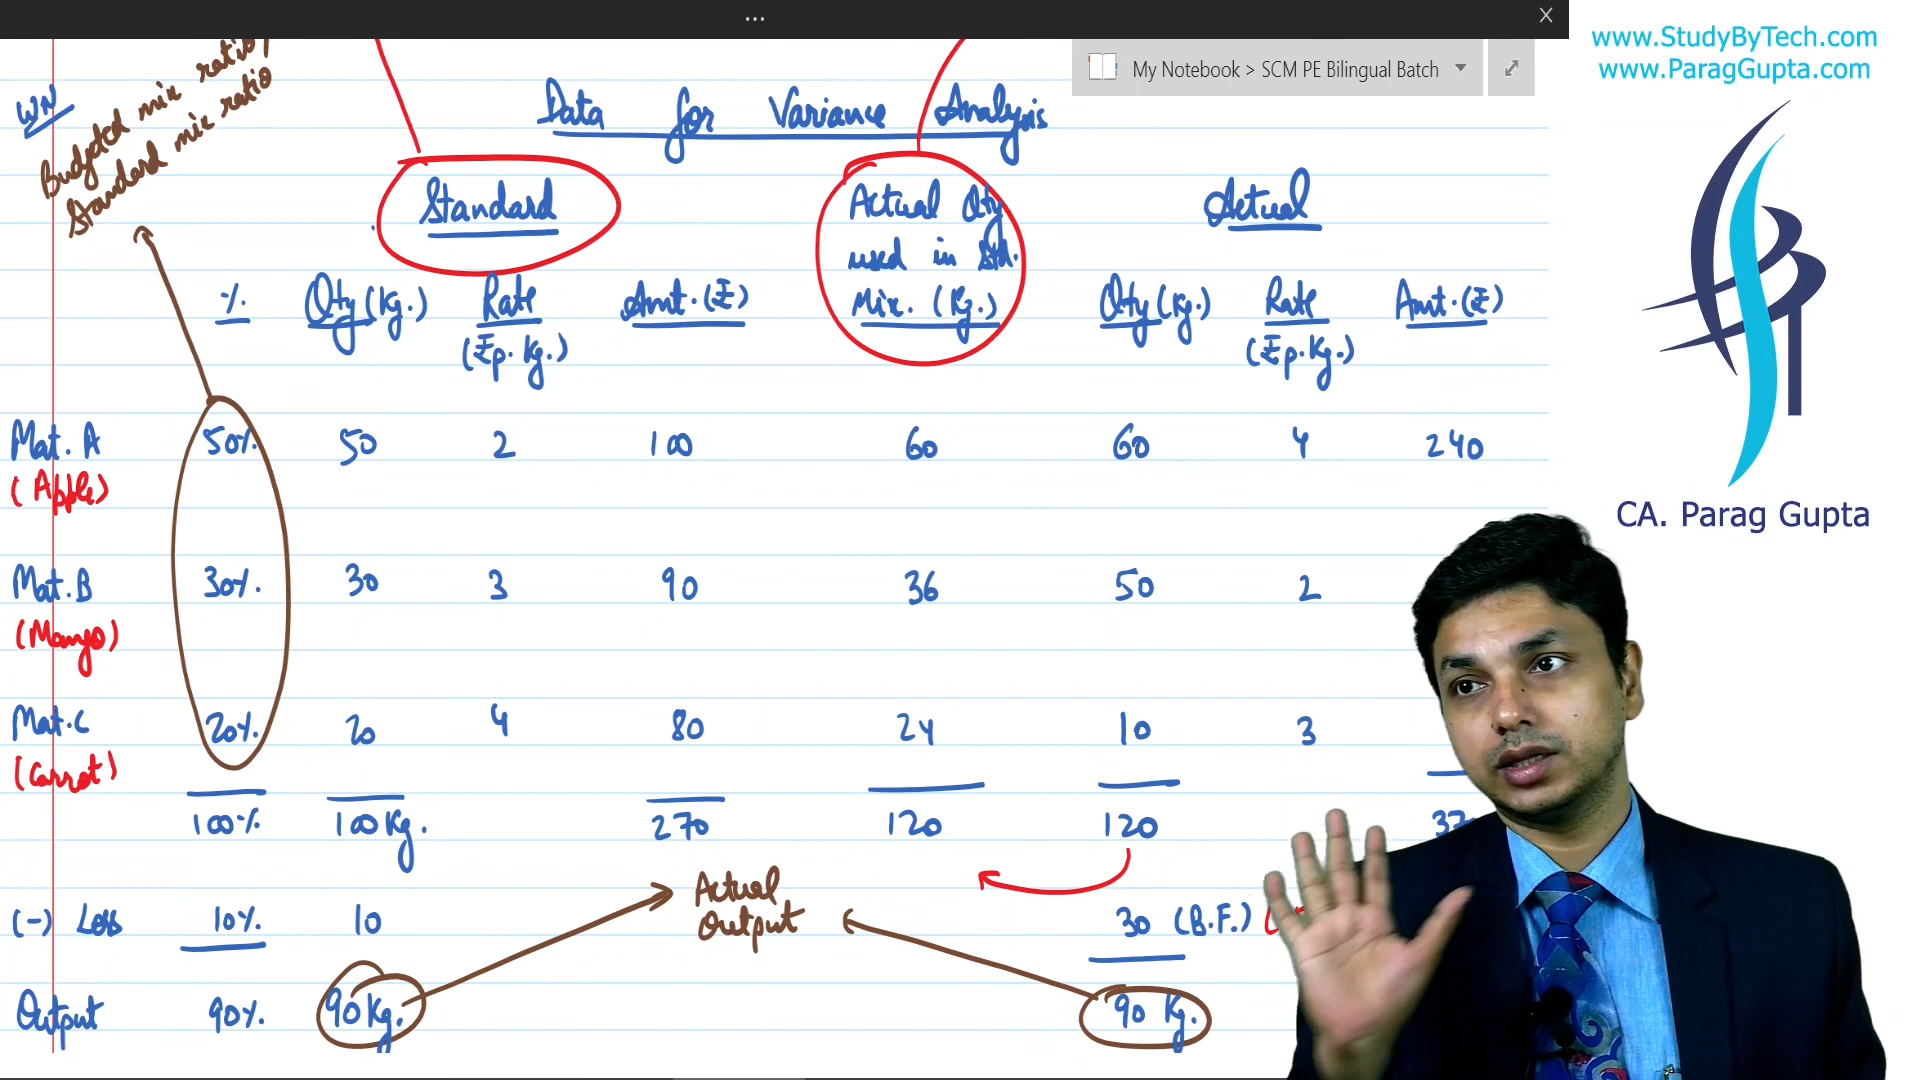 ...
X
www.StudyByTech.com
www.ParagGupta.com
My Notebook > SCM PE Bilingual Batch
WN
Budgeted mix ratio
Standard mix ratio
Data for Variance Analysis
Standard
Actual Qty used in Std. Mix. (Kg.)
Actual
% Qty (Kg.) Rate (₹ p. Kg.) Amt. (₹) Qty (Kg.) Rate (₹ p. Kg.) Amt. (₹)
Mat. A 50% 50 2 100 60 60 4 240
(Apple)
CA. Parag Gupta
Mat. B 30% 30 3 90 36 50 2
(Mango)
Mat. C 20% 20 4 80 24 10 3
(Carrot)
100% 100 Kg. 270 120 120
(-) Loss 10% 10 Actual Output 30 (B.F.)
Output 90% 90 Kg. 90 Kg.